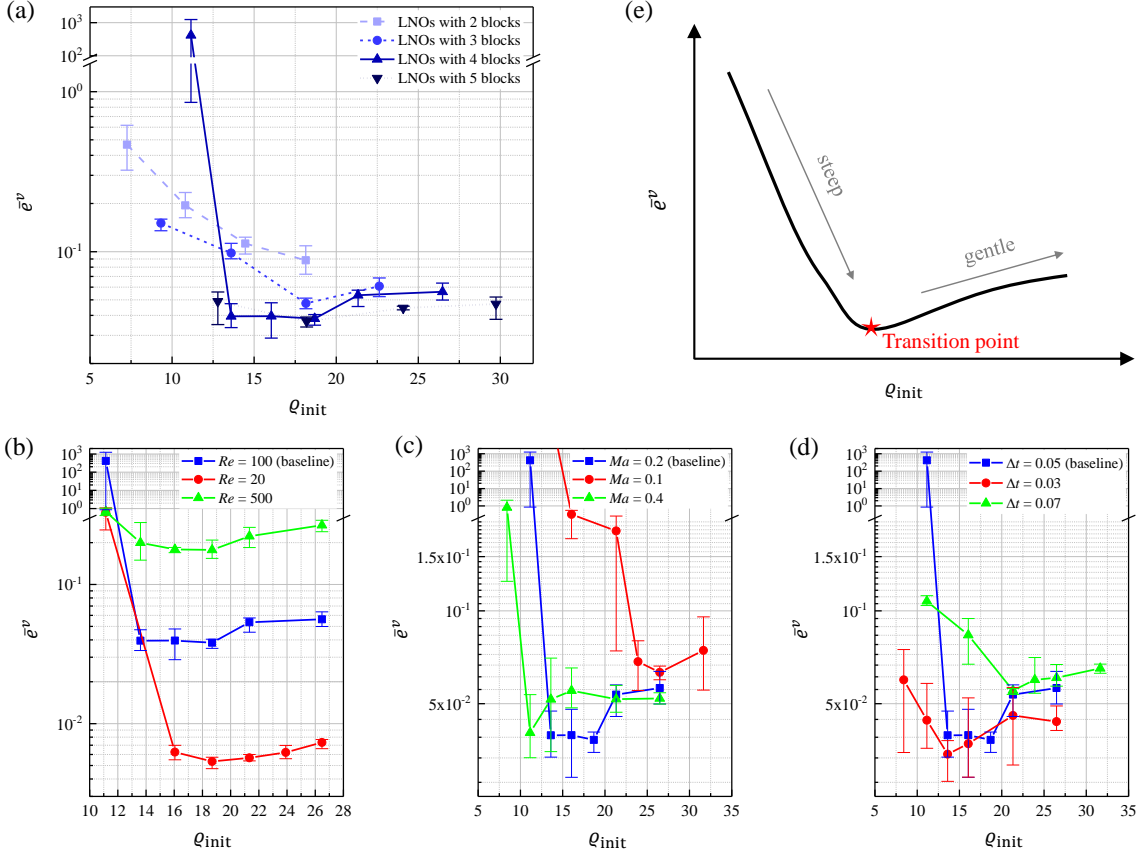 (a)
10³
10²
10⁰
10⁻¹
ē^v
5
10
15
20
25
30
ϱ_init
LNOs with 2 blocks
LNOs with 3 blocks
LNOs with 4 blocks
LNOs with 5 blocks
(e)
ē^v
steep
gentle
Transition point
ϱ_init
(b)
10³
10²
10¹
10⁰
10⁻¹
10⁻²
ē^v
10 12 14 16 18 20 22 24 26 28
ϱ_init
Re = 100 (baseline)
Re = 20
Re = 500
(c)
10³
10²
10¹
10⁰
1.5x10⁻¹
10⁻¹
5x10⁻²
ē^v
5 10 15 20 25 30 35
ϱ_init
Ma = 0.2 (baseline)
Ma = 0.1
Ma = 0.4
(d)
10³
10²
10¹
10⁰
1.5x10⁻¹
10⁻¹
5x10⁻²
ē^v
5 10 15 20 25 30 35
ϱ_init
Δt = 0.05 (baseline)
Δt = 0.03
Δt = 0.07